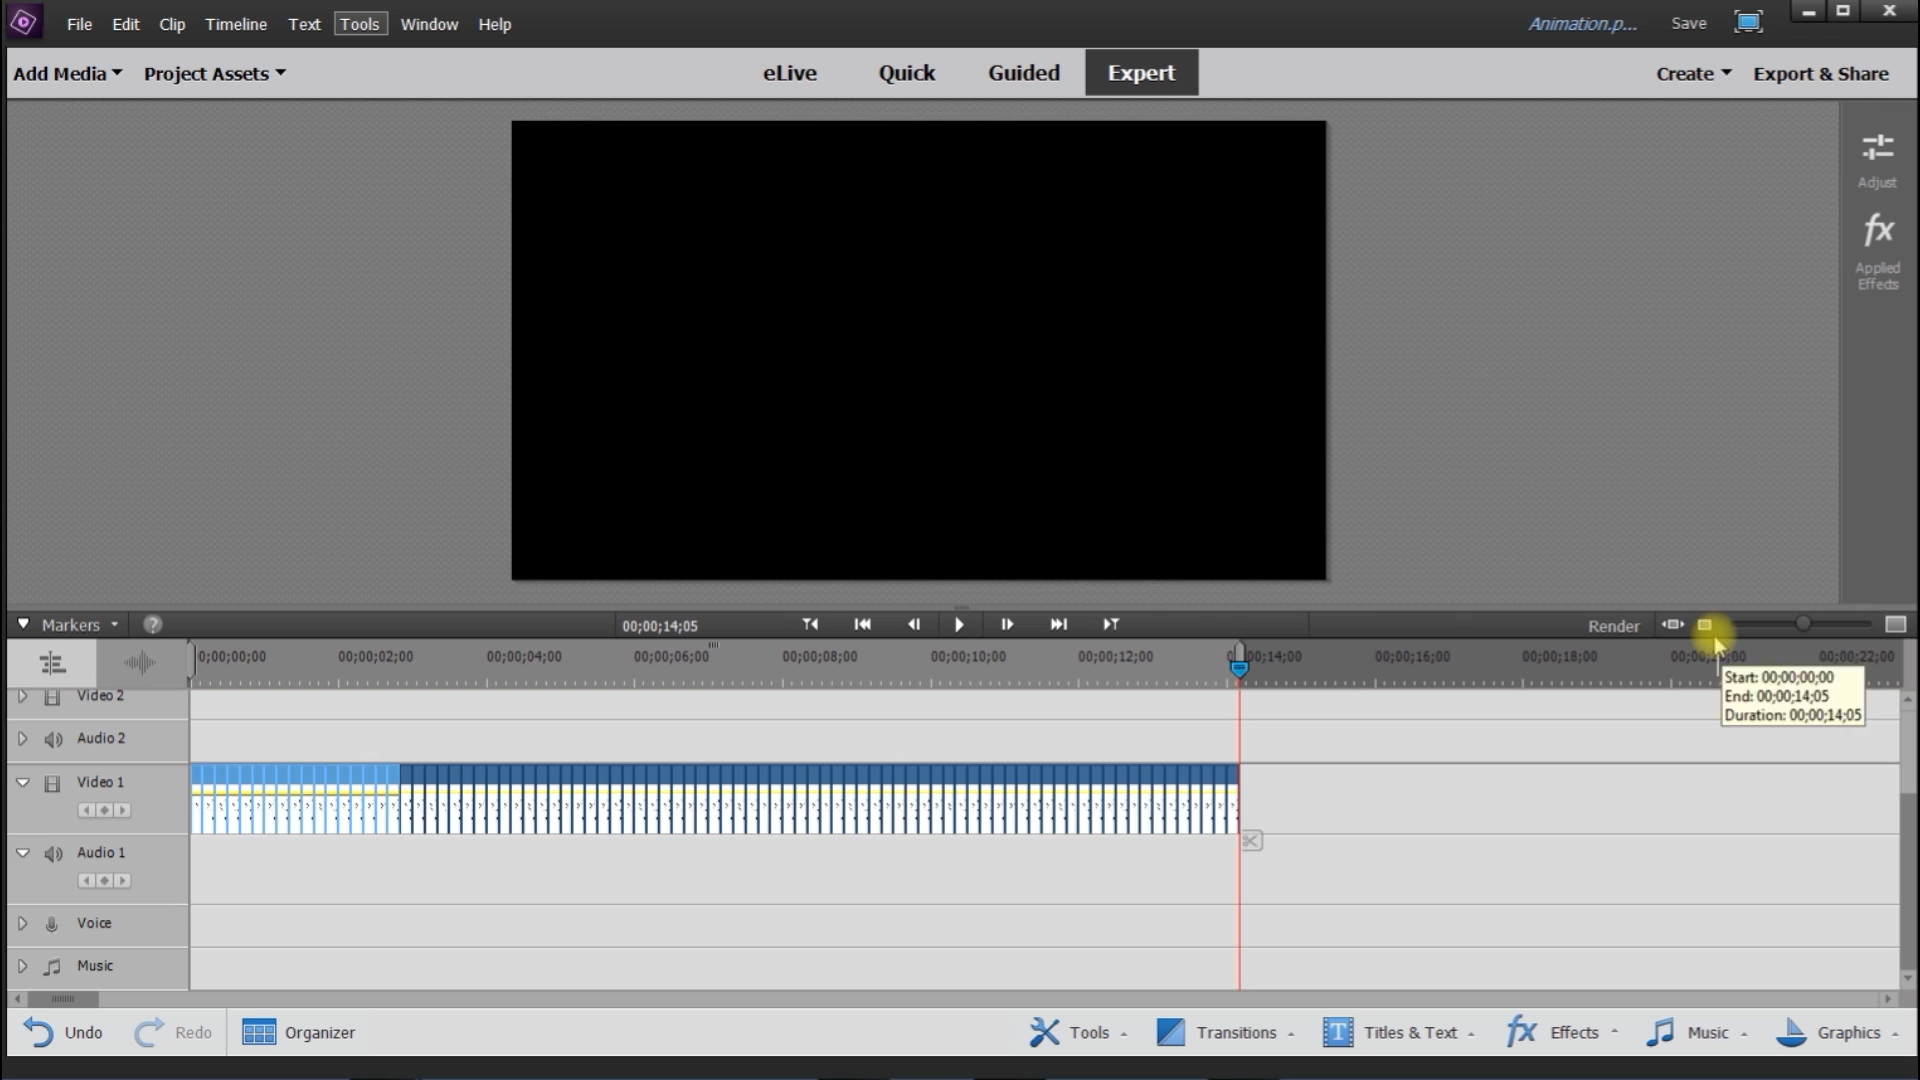 File Edit Clip Timeline Text Tools Window Help
Animation.p... Save
Add Media Project Assets
eLive Quick Guided Expert
Create Export & Share
Adjust
fx
Applied
Effects
Markers ?
00;00;14;05
Render
0;00;00;00 00;00;02;00 00;00;04;00 00;00;06;00 00;00;08;00 00;00;10;00 00;00;12;00 00;14;00 00;00;16;00 00;00;18;00 00;00;22;00
Start: 00;00;00;00
End: 00;00;14;05
Duration: 00;00;14;05
Video 2
Audio 2
Video 1
Audio 1
Voice
Music
Undo Redo Organizer
Tools Transitions T Titles & Text fx Effects Music Graphics